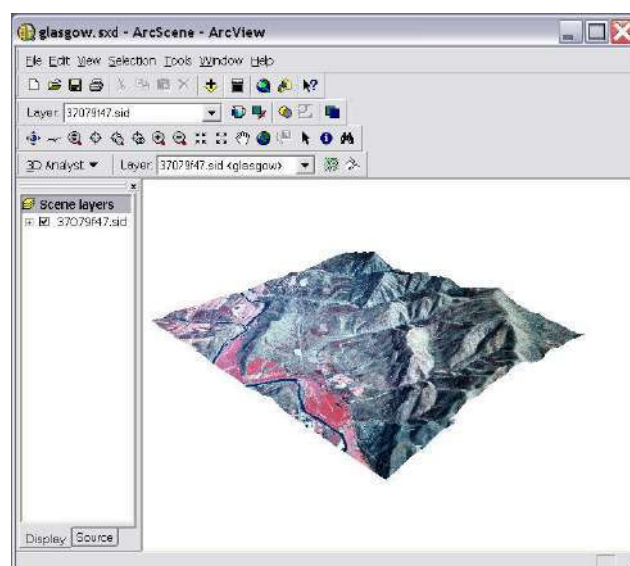 glasgow.sxd - ArcScene - ArcView
File Edit View Selection Tools Window Help
Layer: 37079f47.sid
3D Analyst Layer: 37079f47.sid <glasgow>
Scene layers
37079f47.sid
Display Source